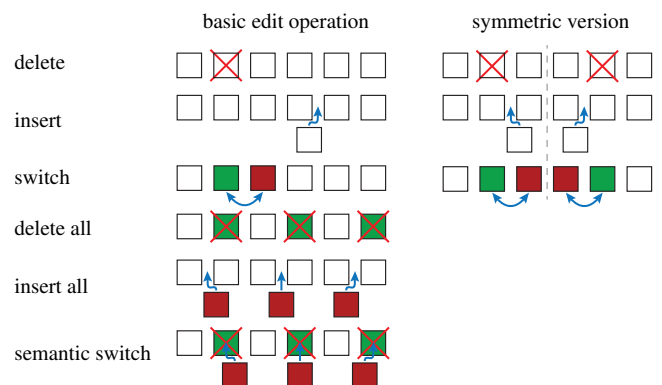 basic edit operation
symmetric version
delete
insert
switch
delete all
insert all
semantic switch